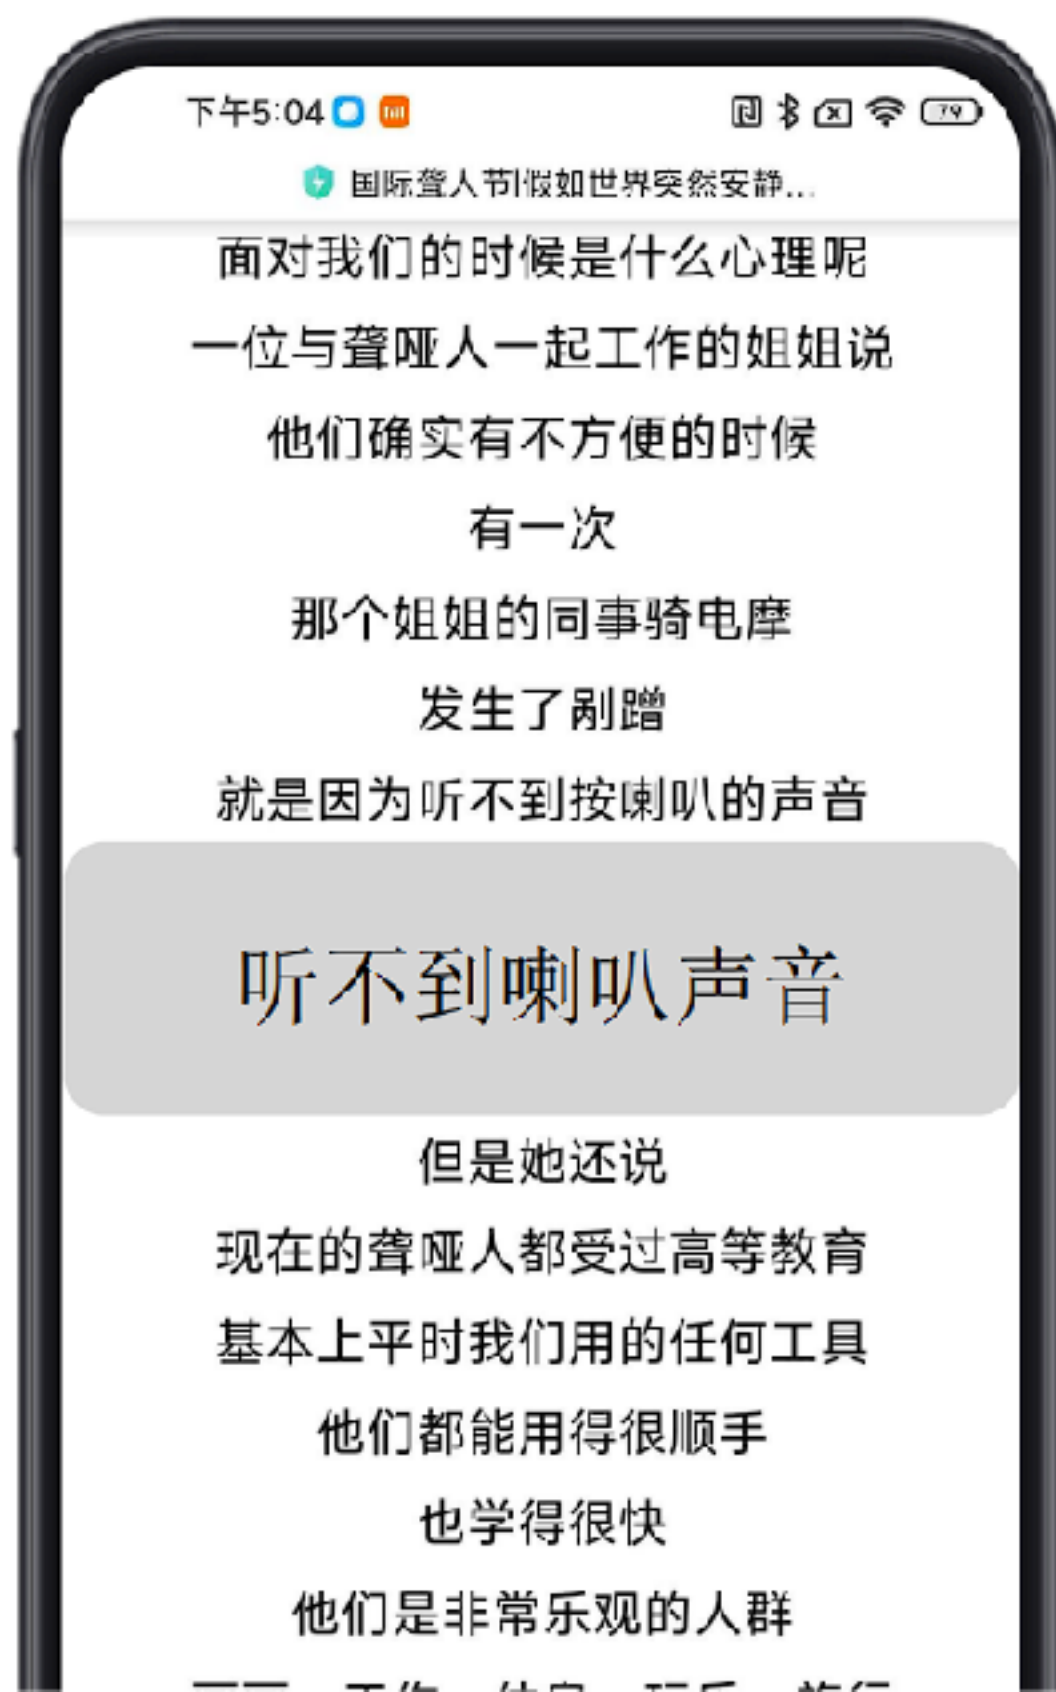 下午5:04
79
国际聋人节|假如世界突然安静...
面对我们的时候是什么心理呢
一位与聋哑人一起工作的姐姐说
他们确实有不方便的时候
有一次
那个姐姐的同事骑电摩
发生了剐蹭
就是因为听不到按喇叭的声音
听不到喇叭声音
但是她还说
现在的聋哑人都受过高等教育
基本上平时我们用的任何工具
他们都能用得很顺手
也学得很快
他们是非常乐观的人群